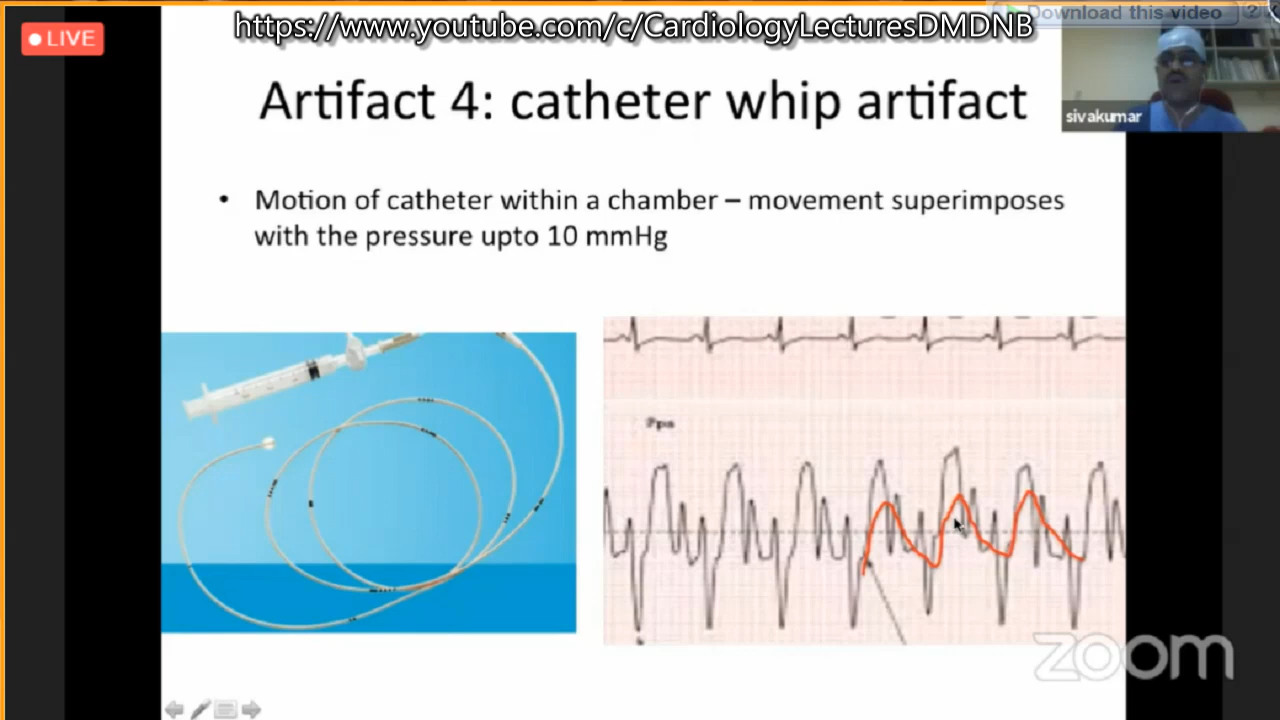 https://www.youtube.com/c/CardiologyLecturesDMDNB
Download this video
LIVE
Artifact 4: catheter whip artifact
sivakumar
• Motion of catheter within a chamber – movement superimposes
with the pressure upto 10 mmHg
Ppa
zoom